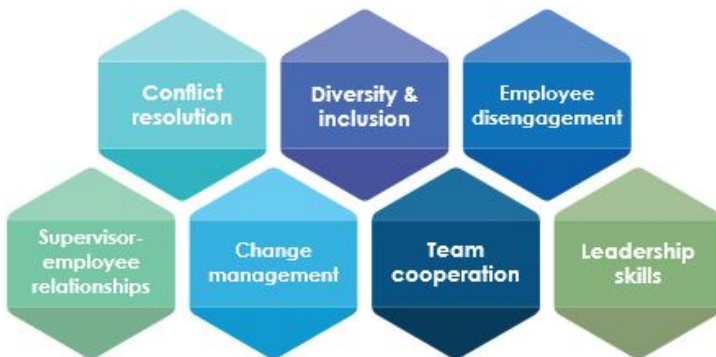 Conflict
resolution
Diversity &
inclusion
Employee
disengagement
Supervisor-
employee
relationships
Change
management
Team
cooperation
Leadership
skills